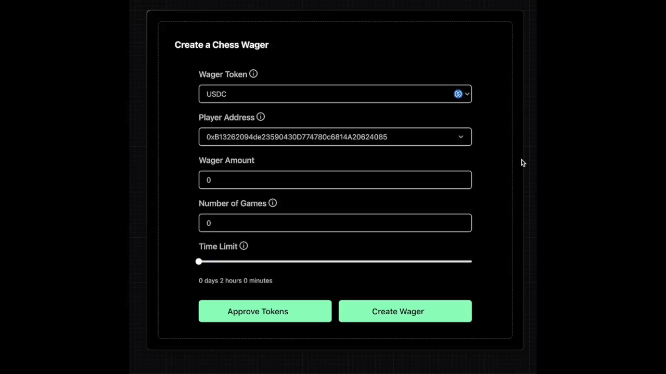 Create a Chess Wager
Wager Token
USDC
Player Address
0xB13262094de23590430D774780c6814A20624085
Wager Amount
0
Number of Games
0
Time Limit
0 days 2 hours 0 minutes
Approve Tokens Create Wager